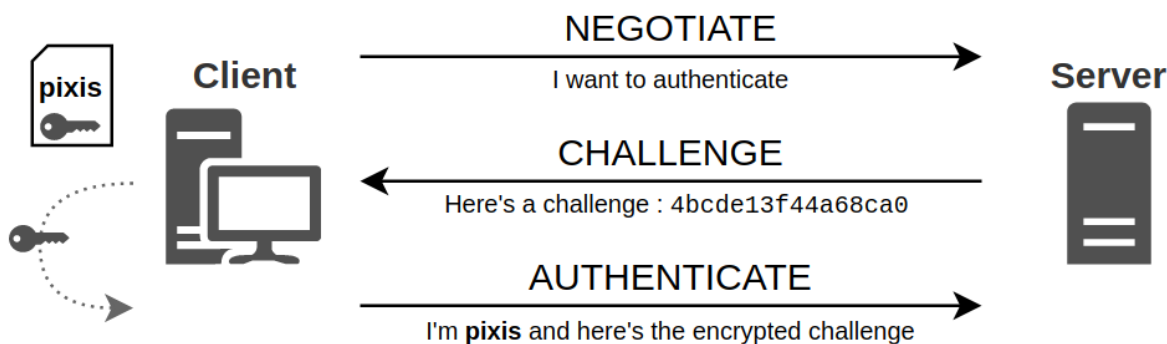 NEGOTIATE
pixis
Client
I want to authenticate
Server
CHALLENGE
Here's a challenge : 4bcde13f44a68ca0
AUTHENTICATE
I'm pixis and here's the encrypted challenge